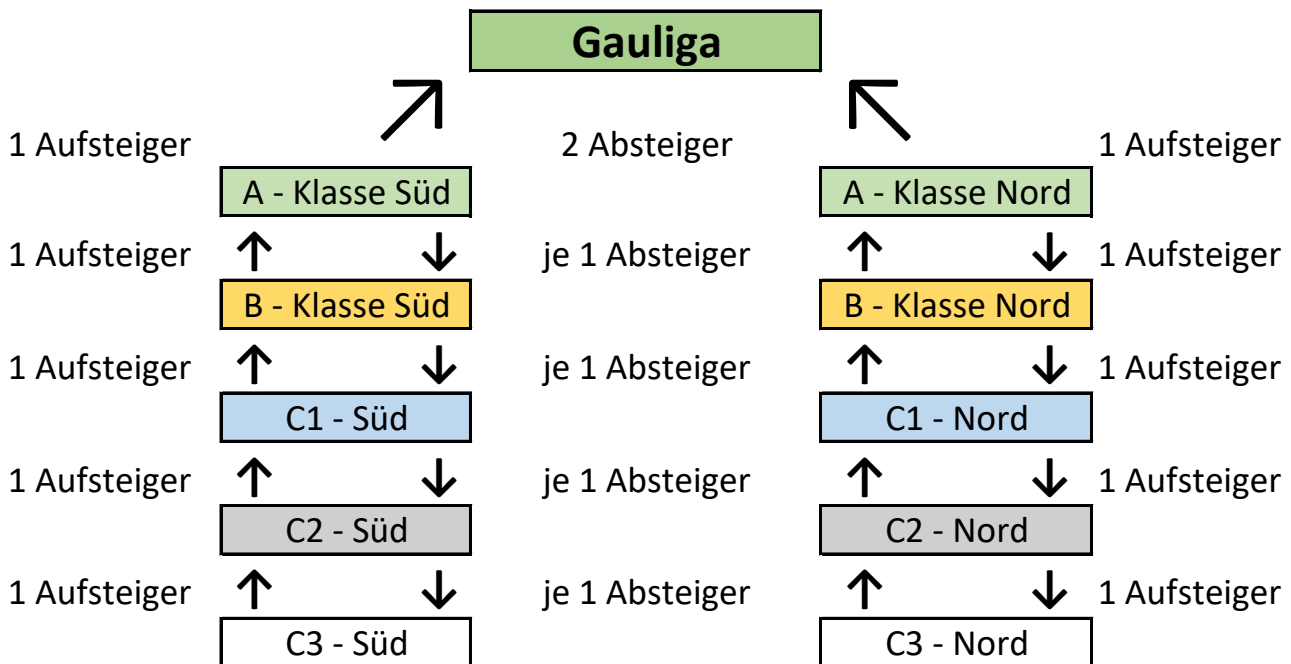 Gauliga
1 Aufsteiger 2 Absteiger 1 Aufsteiger
A - Klasse Süd A - Klasse Nord
1 Aufsteiger je 1 Absteiger 1 Aufsteiger
B - Klasse Süd B - Klasse Nord
1 Aufsteiger je 1 Absteiger 1 Aufsteiger
C1 - Süd C1 - Nord
1 Aufsteiger je 1 Absteiger 1 Aufsteiger
C2 - Süd C2 - Nord
1 Aufsteiger je 1 Absteiger 1 Aufsteiger
C3 - Süd C3 - Nord